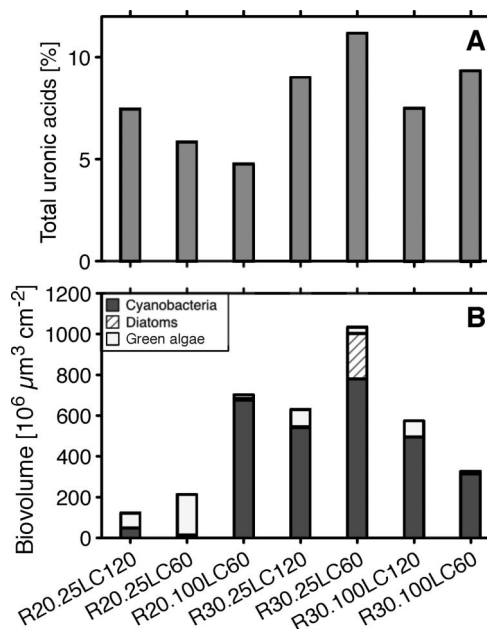 A
Total uronic acids [%]
10
5
0
B
Biovolume [10⁶ µm³ cm⁻²]
1200
1000
800
600
400
200
0
Cyanobacteria
Diatoms
Green algae
R20.25LC120
R20.25LC60
R20.100LC60
R30.25LC120
R30.25LC60
R30.100LC120
R30.100LC60